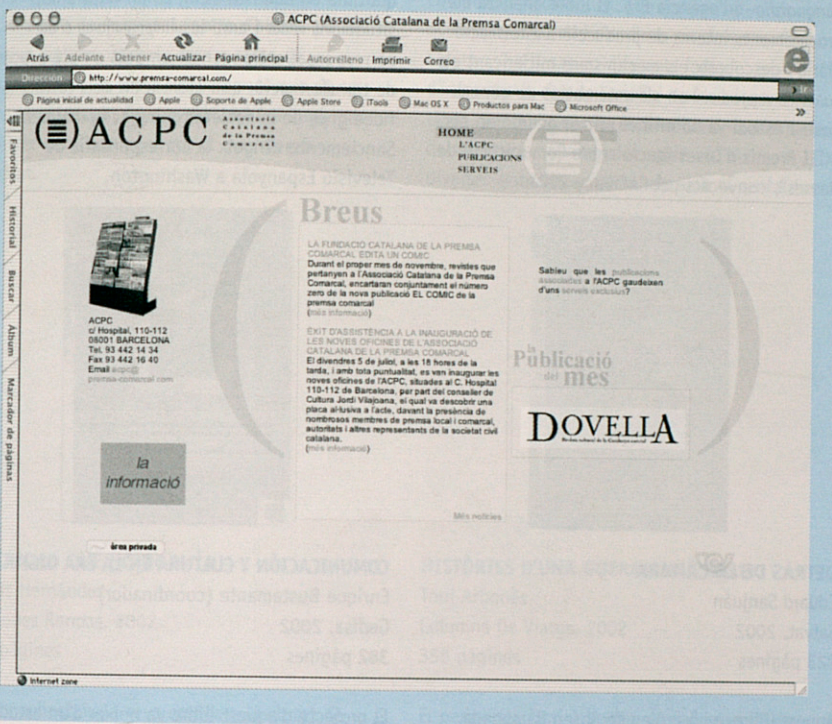 ACPC (Associació Catalana de la Premsa Comarcal)
Atrás Adelante Detener Actualizar Página principal Autorrelleno Imprimir Correo
Dirección http://www.premsa-comarcal.com/ Ir
Página inicial de actualidad Apple Soporte de Apple Apple Store iTools Mac OS X Productos para Mac Microsoft Office
Favoritos
Historial
Buscar
Álbum
Marcador de páginas
ACPC
Associació
Catalana
de la Premsa
Comarcal
HOME
L'ACPC
PUBLICACIONS
SERVEIS
ACPC
c/ Hospital, 110-112
08001 BARCELONA
Tel. 93 442 14 34
Fax 93 442 16 40
Email acpc@
premsa-comarcal.com
la
informació
àrea privada
Breus
LA FUNDACIO CATALANA DE LA PREMSA
COMARCAL EDITA UN COMIC
Durant el proper mes de novembre, revistes que
pertanyen a l'Associació Catalana de la Premsa
Comarcal, encartaran conjuntament el número
zero de la nova publicació EL COMIC de la
premsa comarcal
(més informació)
ÈXIT D'ASSISTÈNCIA A LA INAUGURACIÓ DE
LES NOVES OFICINES DE L'ASSOCIACIÓ
CATALANA DE LA PREMSA COMARCAL
El divendres 5 de juliol, a les 18 hores de la
tarda, i amb tota puntualitat, es van inaugurar les
noves oficines de l'ACPC, situades al C. Hospital
110-112 de Barcelona, per part del conseller de
Cultura Jordi Vilajoana, el qual va descobrir una
placa al·lusiva a l'acte, davant la presència de
nombrosos membres de premsa local i comarcal,
autoritats i altres representants de la societat civil
catalana.
(més informació)
Més notícies
Sabieu que les publicacions
associades a l'ACPC gaudeixen
d'uns serveis exclusius?
la
Publicació
del mes
DOVELLA
Internet zone